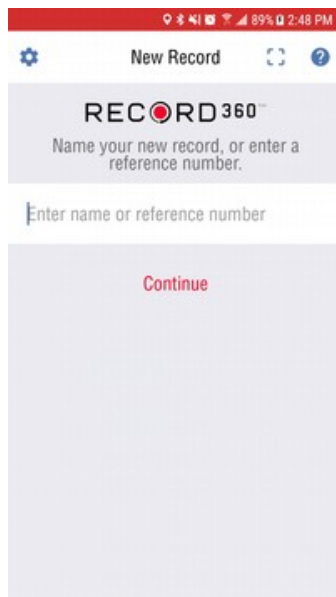 89% 2:48 PM
New Record
RECORD360™
Name your new record, or enter a
reference number.
Enter name or reference number
Continue